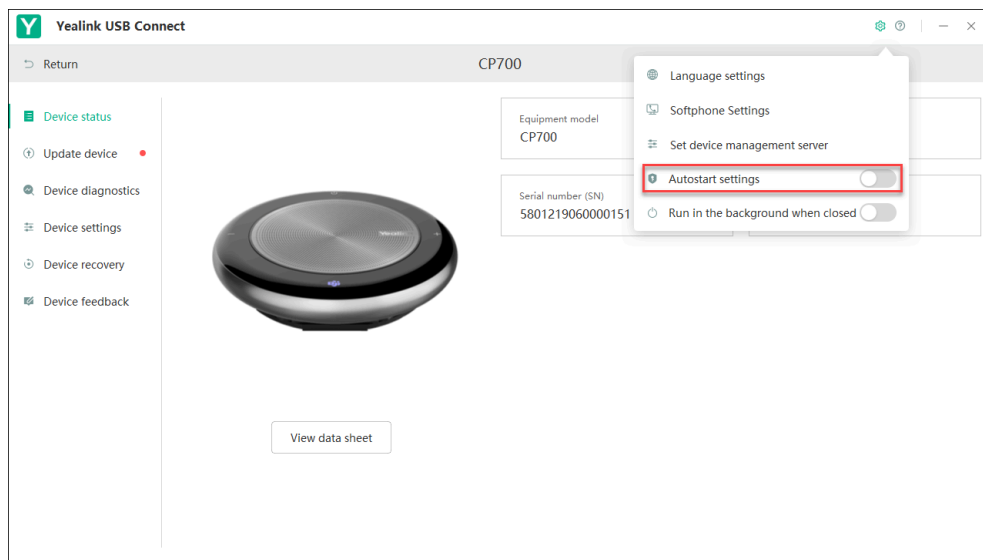 Yealink USB Connect
Return
CP700
Language settings
Softphone Settings
Set device management server
Autostart settings
Run in the background when closed
Device status
Update device
Device diagnostics
Device settings
Device recovery
Device feedback
Yealink
View data sheet
Equipment model
CP700
Serial number (SN)
5801219060000151